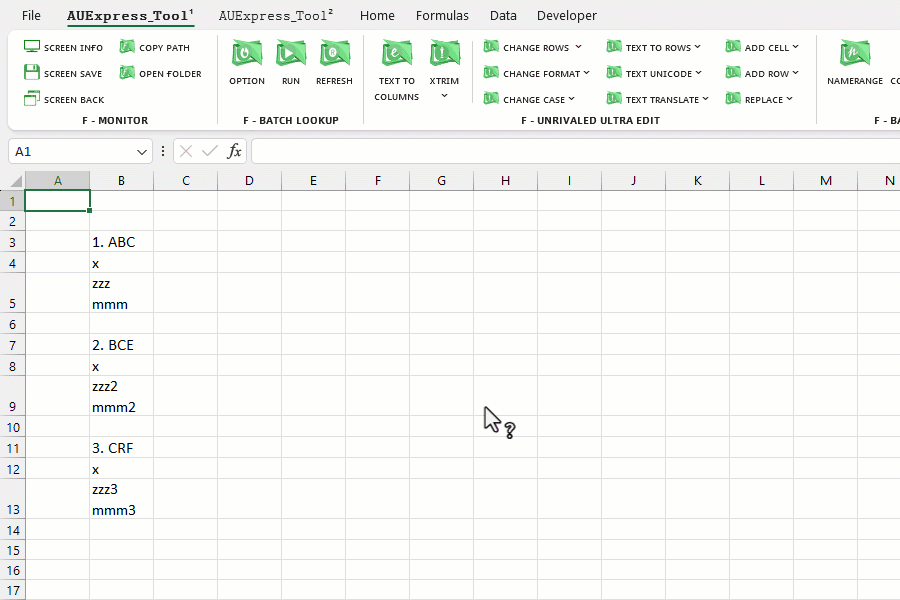 File AUExpress_Tool¹ AUExpress_Tool² Home Formulas Data Developer
SCREEN INFO COPY PATH CHANGE ROWS TEXT TO ROWS ADD CELL
SCREEN SAVE OPEN FOLDER OPTION RUN REFRESH TEXT TO COLUMNS XTRIM CHANGE FORMAT TEXT UNICODE ADD ROW NAMERANGE
SCREEN BACK CHANGE CASE TEXT TRANSLATE REPLACE
F - MONITOR F - BATCH LOOKUP F - UNRIVALED ULTRA EDIT
A1 fx
A B C D E F G H I J K L M N
1
2
3 1. ABC
4 x
zzz
5 mmm
6
7 2. BCE
8 x
zzz2
9 mmm2
10
11 3. CRF
12 x
zzz3
13 mmm3
14
15
16
17